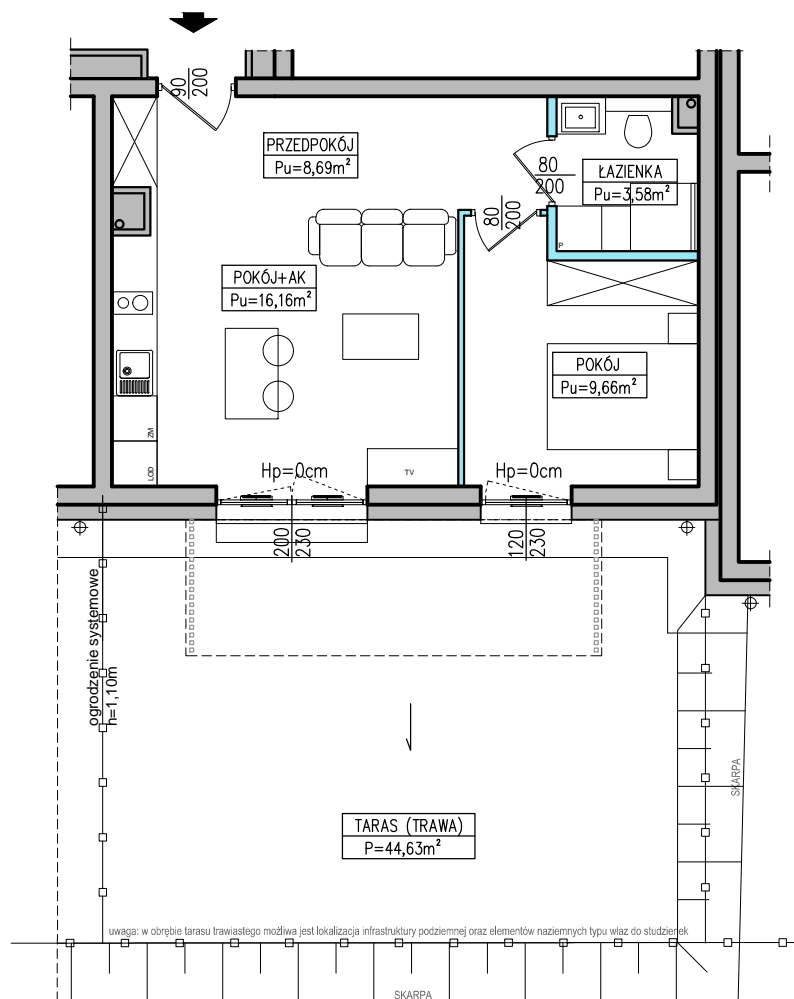 90
200
PRZEDPOKÓJ
Pu=8,69m²
80
200
ŁAZIENKA
Pu=3,58m²
80
200
P
POKÓJ+AK
Pu=16,16m²
POKÓJ
Pu=9,66m²
ZM
LOD
TV
Hp=0cm
Hp=0cm
200
230
120
230
ogrodzenie systemowe
h=1,10m
SKARPA
TARAS (TRAWA)
P=44,63m²
uwaga: w obrębie tarasu trawiastego możliwa jest lokalizacja infrastruktury podziemnej oraz elementów naziemnych typu właz do studzienek
SKARPA